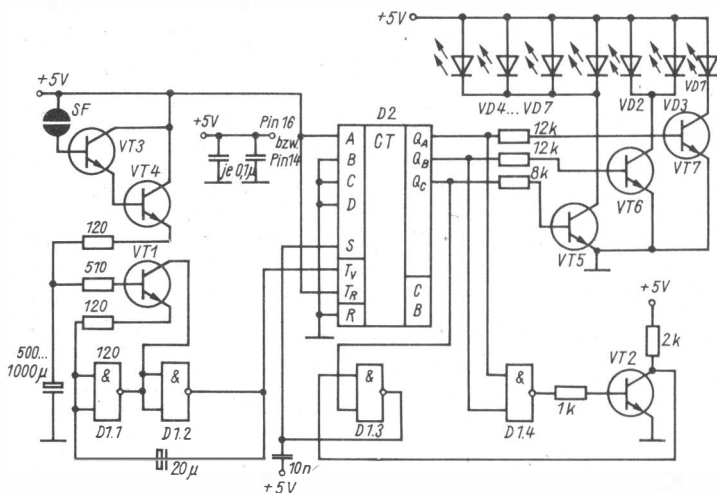 +5V
VD4...VD7
VD2
VD3
VD1
+5V
SF
VT3
VT4
+5V
Pin 16
bzw.
Pin 14
je 0,1µ
D2
CT
A
B
C
D
S
TV
TR
R
QA
QB
QC
C
B
12k
12k
8k
VT7
VT6
VT5
120
VT1
510
120
500...
1000µ
120
&
D1.1
&
D1.2
20µ
&
D1.3
10n
+5V
&
D1.4
1k
VT2
+5V
2k